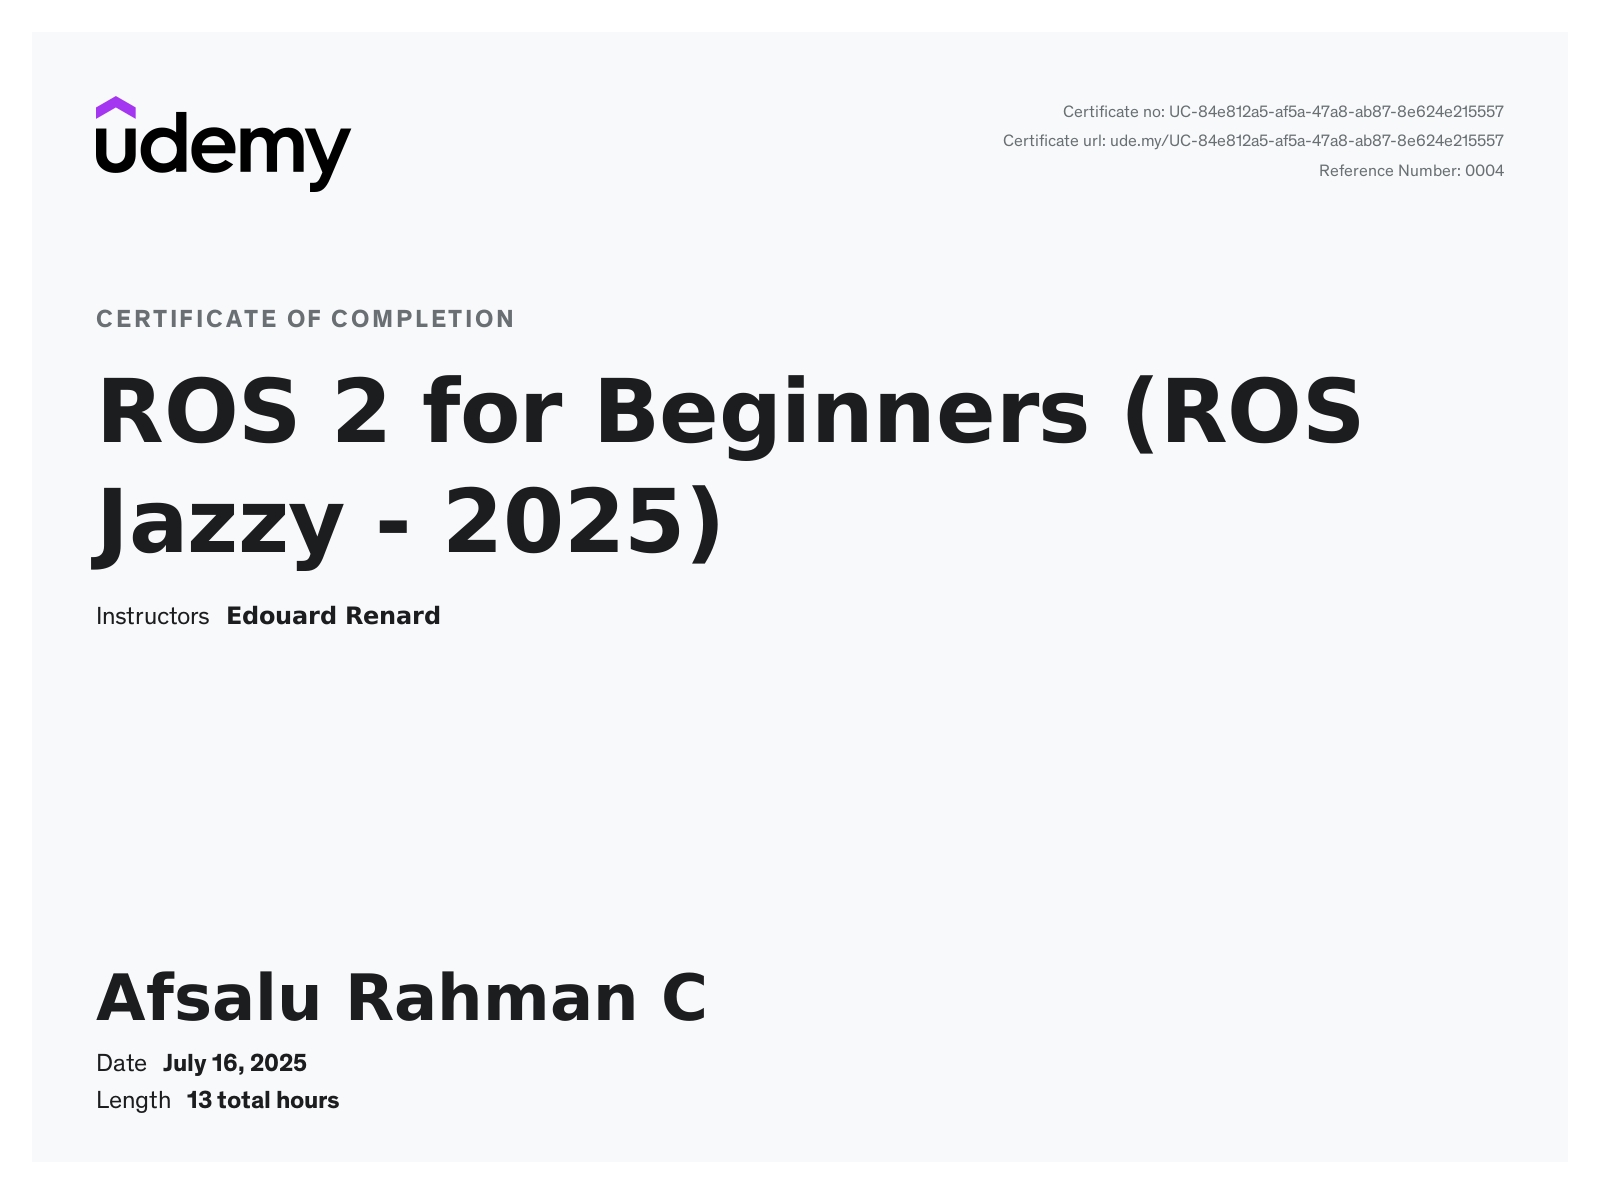 udemy
Certificate no: UC-84e812a5-af5a-47a8-ab87-8e624e215557
Certificate url: ude.my/UC-84e812a5-af5a-47a8-ab87-8e624e215557
Reference Number: 0004
CERTIFICATE OF COMPLETION
ROS 2 for Beginners (ROS
Jazzy - 2025)
Instructors Edouard Renard
Afsalu Rahman C
Date July 16, 2025
Length 13 total hours